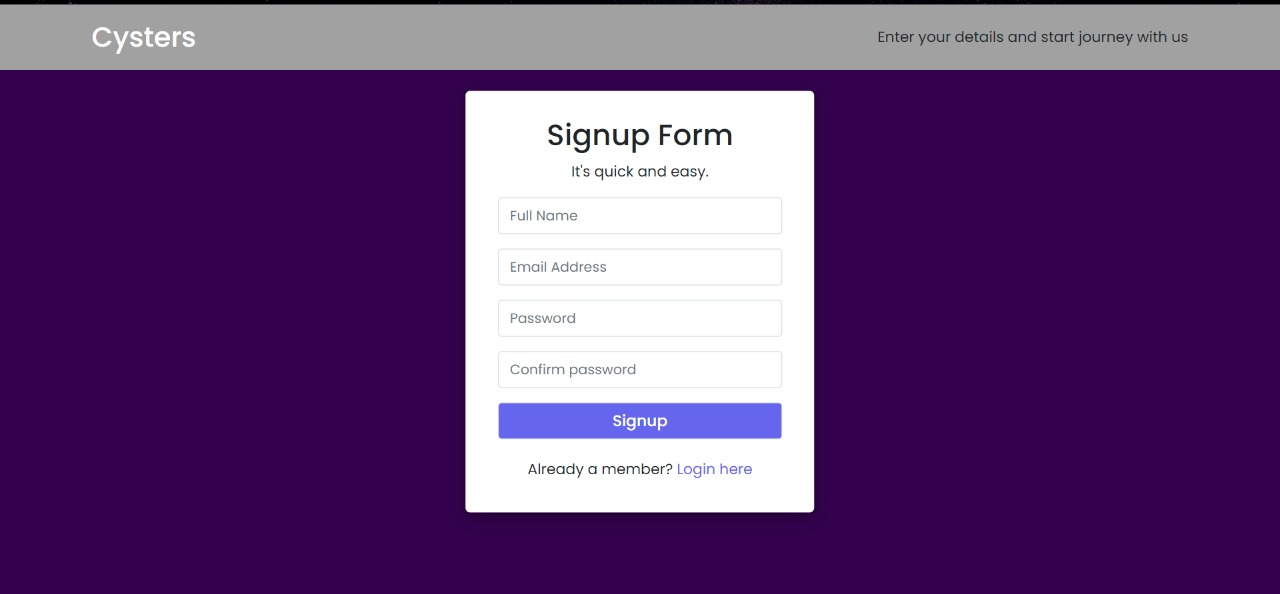 Cysters
Enter your details and start journey with us
Signup Form
It's quick and easy.
Full Name
Email Address
Password
Confirm password
Signup
Already a member? Login here